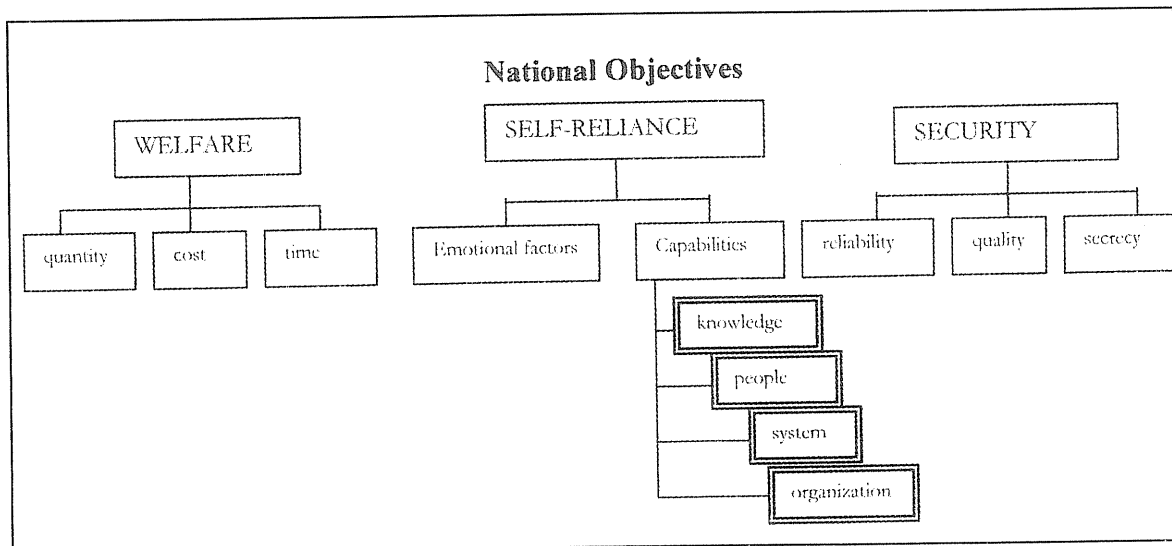 National Objectives
WELFARE
SELF-RELIANCE
SECURITY
quantity
cost
time
Emotional factors
Capabilities
reliability
quality
secrecy
knowledge
people
system
organization